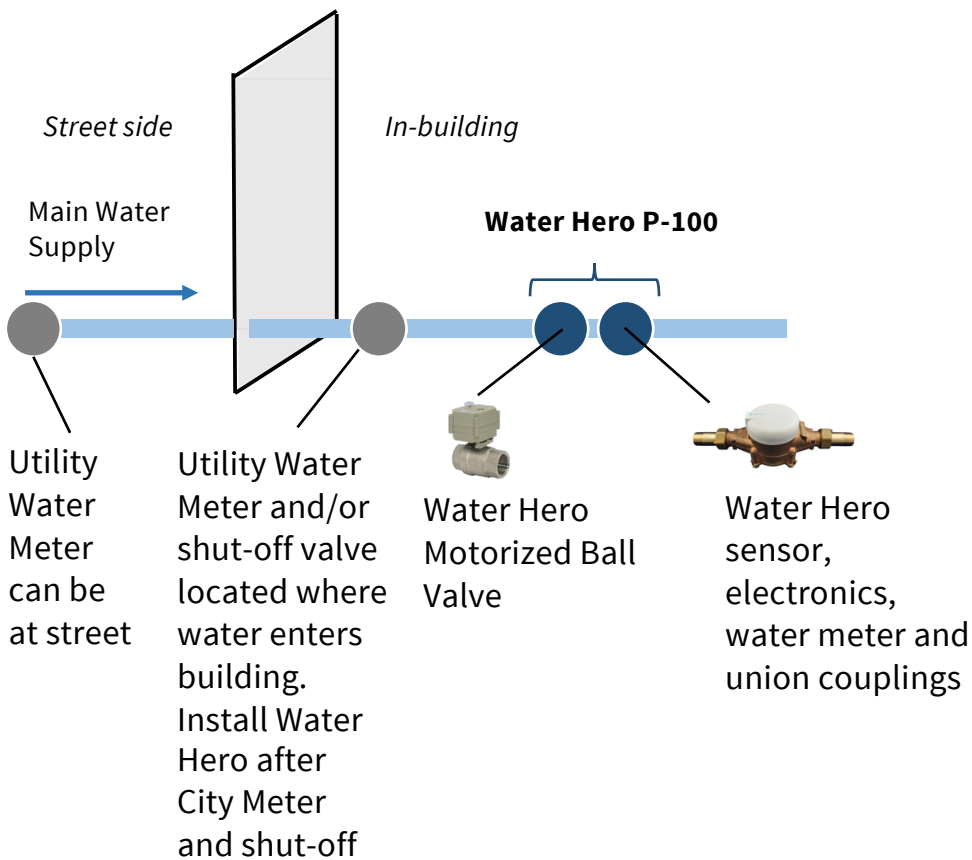 Street side
In-building
Main Water
Supply
Water Hero P-100
Utility
Water
Meter
can be
at street
Utility Water
Meter and/or
shut-off valve
located where
water enters
building.
Install Water
Hero after
City Meter
and shut-off
Water Hero
Motorized Ball
Valve
Water Hero
sensor,
electronics,
water meter and
union couplings